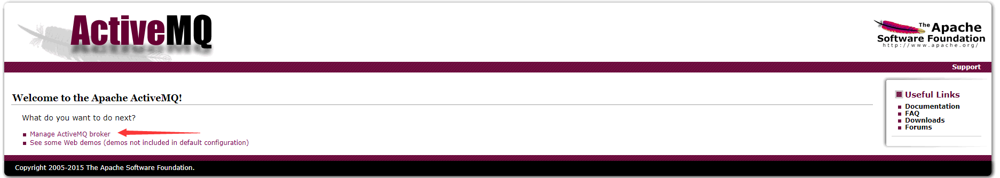 ActiveMQ
The Apache
Software Foundation
http://www.apache.org/
Support
Welcome to the Apache ActiveMQ!
What do you want to do next?
Manage ActiveMQ broker
See some Web demos (demos not included in default configuration)
Useful Links
Documentation
FAQ
Downloads
Forums
Copyright 2005-2015 The Apache Software Foundation.